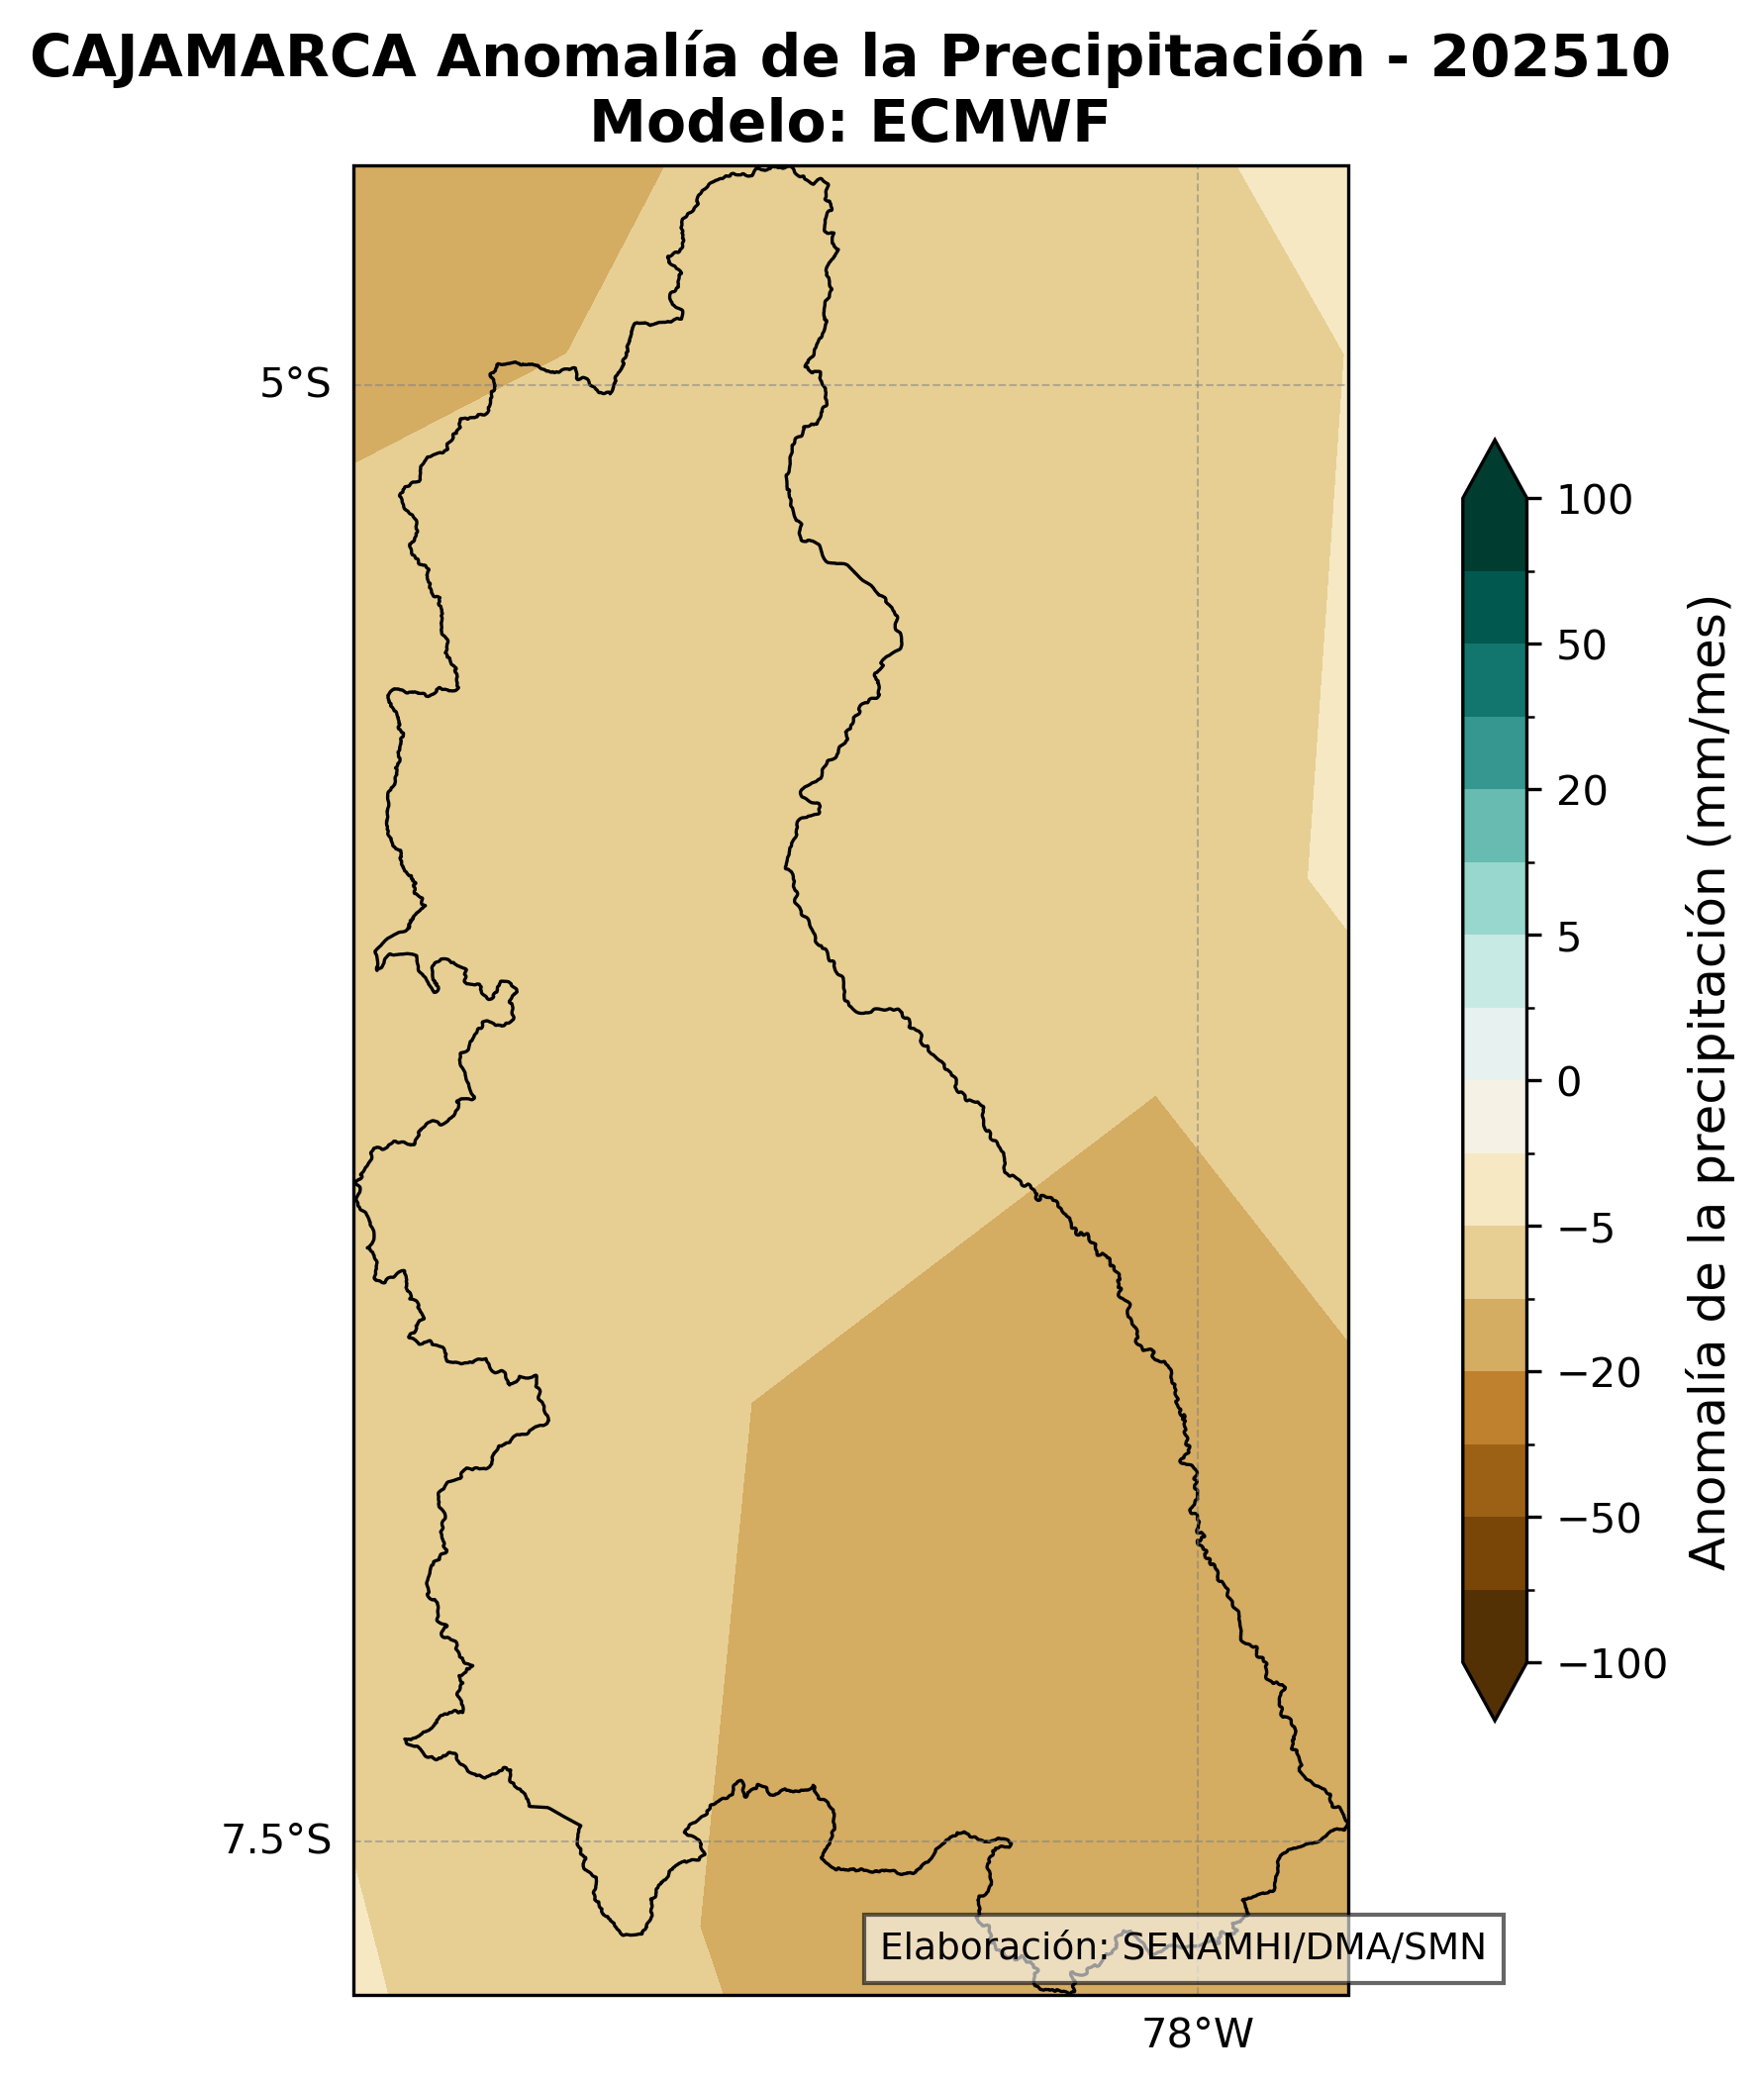 CAJAMARCA Anomalía de la Precipitación - 202510
Modelo: ECMWF
5°S
7.5°S
78°W
100
50
20
5
0
−5
−20
−50
−100
Anomalía de la precipitación (mm/mes)
Elaboración: SENAMHI/DMA/SMN